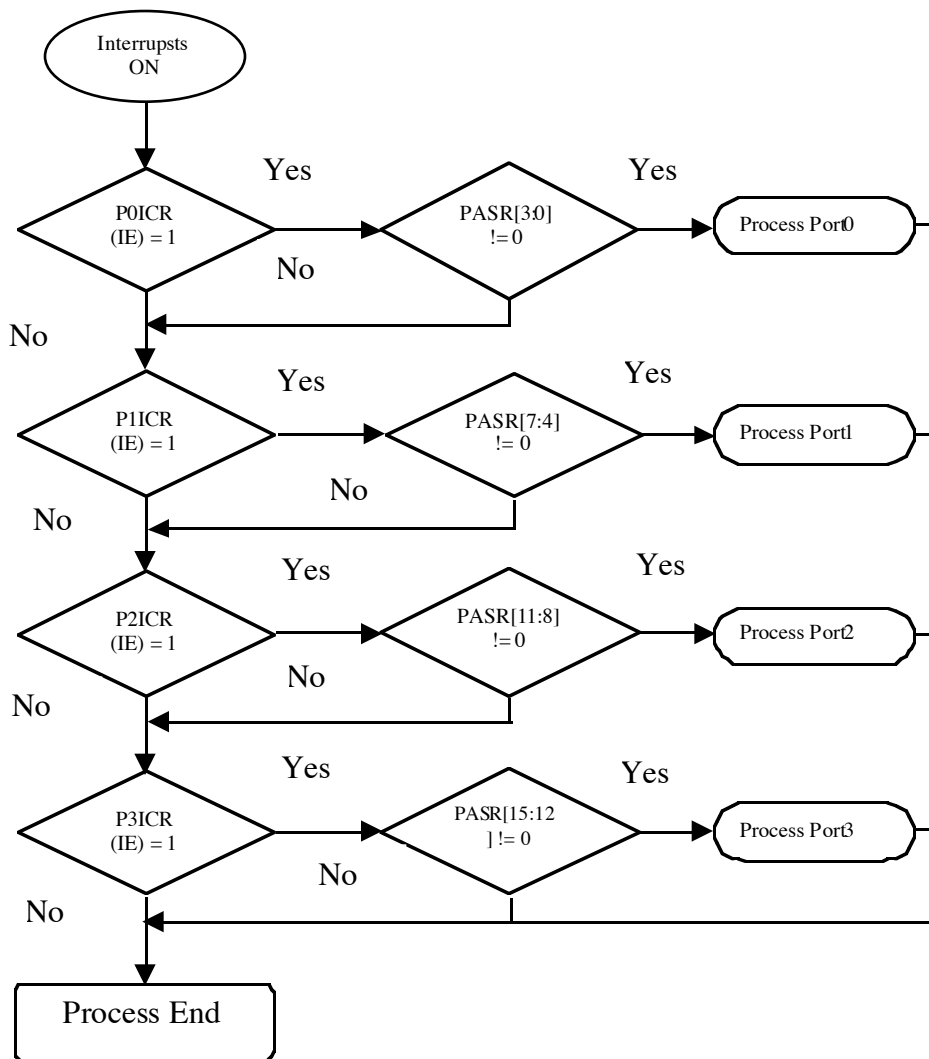 Interrupsts
ON
Yes
Yes
P0ICR
(IE) = 1
PASR[3:0]
!= 0
Process Port0
No
No
Yes
Yes
P1ICR
(IE) = 1
PASR[7:4]
!= 0
Process Port1
No
No
Yes
Yes
P2ICR
(IE) = 1
PASR[11:8]
!= 0
Process Port2
No
No
Yes
Yes
P3ICR
(IE) = 1
PASR[15:12
] != 0
Process Port3
No
No
Process End